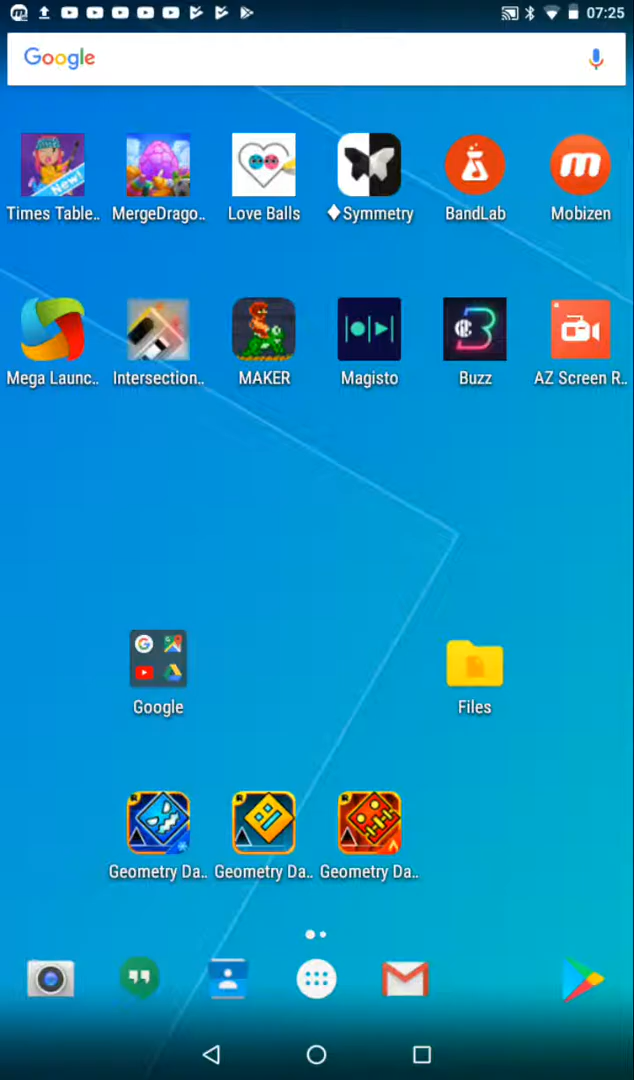 07:25
Google
New!
Times Table..
MergeDrago..
Love Balls
♦Symmetry
BandLab
Mobizen
Mega Launc..
Intersection..
MAKER
Magisto
Buzz
AZ Screen R..
Google
Files
Geometry Da..
Geometry Da..
Geometry Da..